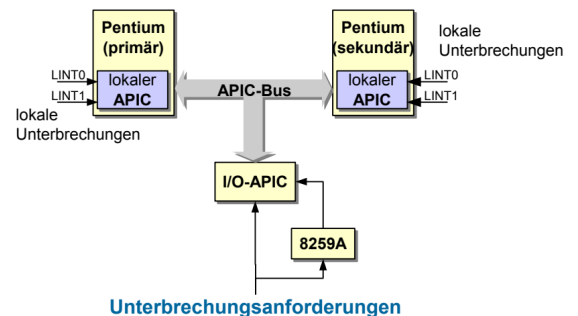 Pentium
(primär)
LINT0
lokaler
LINT1
APIC
lokale
Unterbrechungen
APIC-Bus
Pentium
(sekundär)
lokale
Unterbrechungen
lokaler
LINT0
APIC
LINT1
I/O-APIC
8259A
Unterbrechungsanforderungen